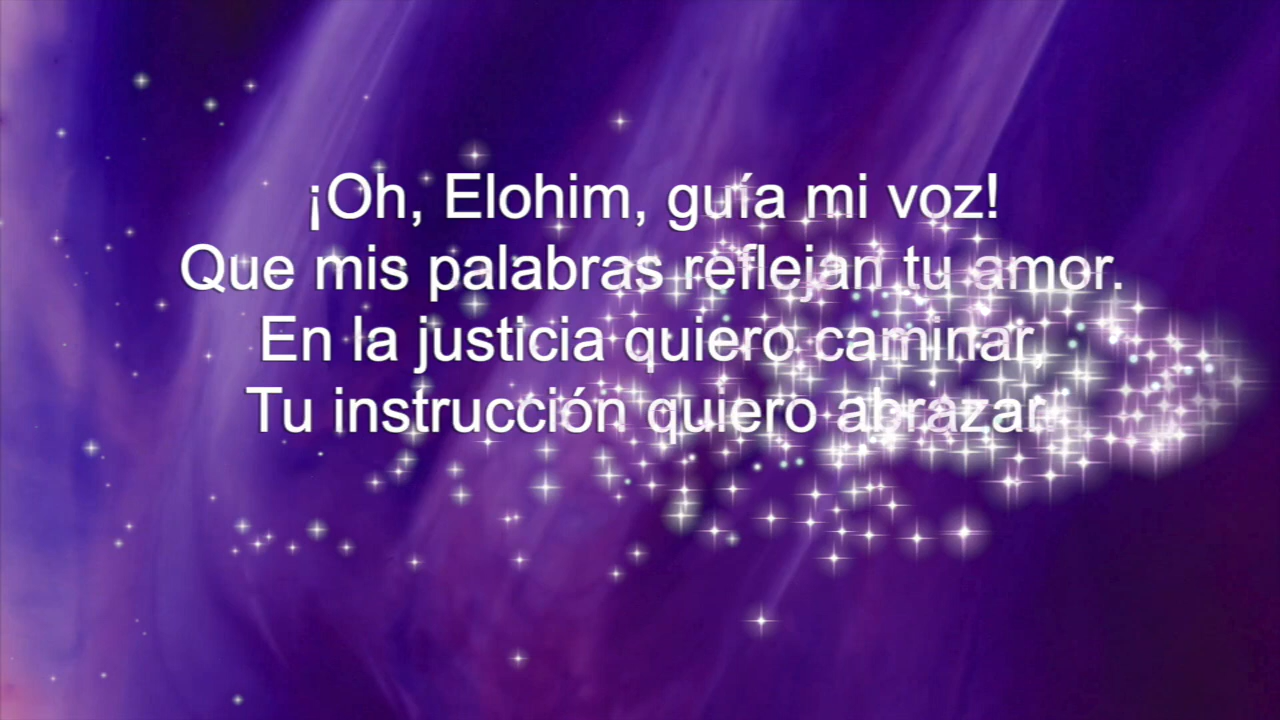 ¡Oh, Elohim, guía mi voz!
Que mis palabras reflejan tu amor.
En la justicia quiero caminar,
Tu instrucción quiero abrazar